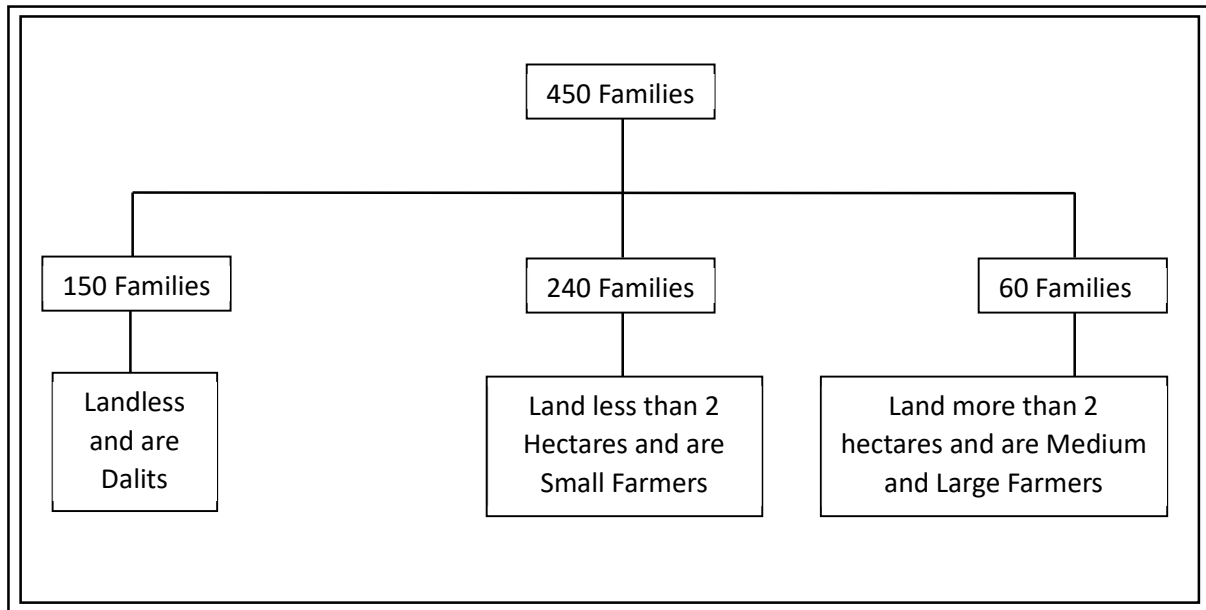 450 Families
150 Families
240 Families
60 Families
Landless
and are
Dalits
Land less than 2
Hectares and are
Small Farmers
Land more than 2
hectares and are Medium
and Large Farmers